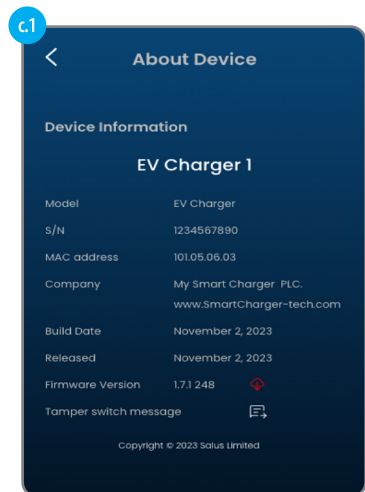 c.1
About Device
Device Information
EV Charger 1
Model EV Charger
S/N 1234567890
MAC address 101.05.06.03
Company My Smart Charger PLC.
www.SmartCharger-tech.com
Build Date November 2, 2023
Released November 2, 2023
Firmware Version 1.7.1 248
Tamper switch message
Copyright © 2023 Salus Limited